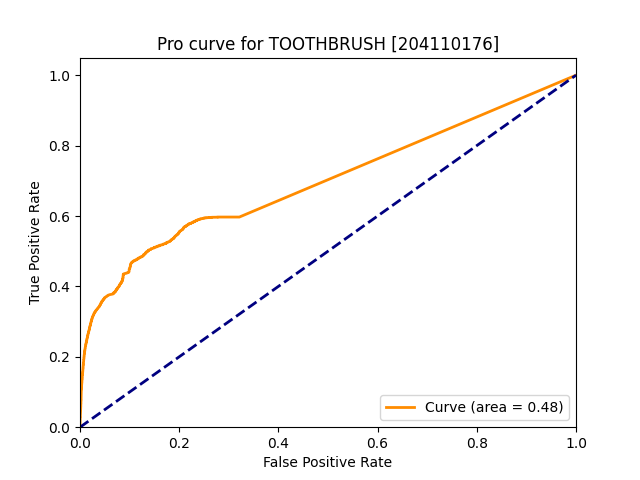 Pro curve for TOOTHBRUSH [204110176]
True Positive Rate
1.0
0.8
0.6
0.4
0.2
0.0
0.0 0.2 0.4 0.6 0.8 1.0
False Positive Rate
Curve (area = 0.48)